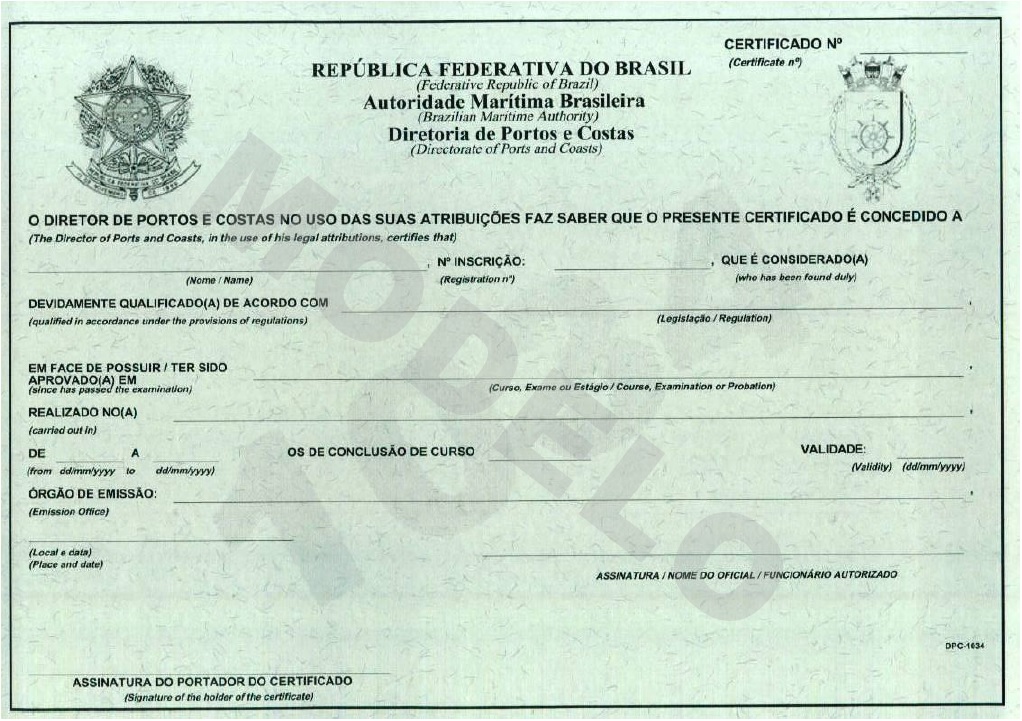 CERTIFICADO Nº
(Certificate nº)
REPÚBLICA FEDERATIVA DO BRASIL
(Federative Republic of Brazil)
Autoridade Marítima Brasileira
(Brazilian Maritime Authority)
Diretoria de Portos e Costas
(Directorate of Ports and Coasts)
O DIRETOR DE PORTOS E COSTAS NO USO DAS SUAS ATRIBUIÇÕES FAZ SABER QUE O PRESENTE CERTIFICADO É CONCEDIDO A
(The Director of Ports and Coasts, in the use of his legal attributions, certifies that)
, Nº INSCRIÇÃO: , QUE É CONSIDERADO(A)
(Nome / Name) (Registration nº) (who has been found duly)
DEVIDAMENTE QUALIFICADO(A) DE ACORDO COM ,
(qualified in accordance under the provisions of regulations) (Legislação / Regulation)
EM FACE DE POSSUIR / TER SIDO
APROVADO(A) EM ,
(since has passed the examination) (Curso, Exame ou Estágio / Course, Examination or Probation)
REALIZADO NO(A) ,
(carried out in)
DE A OS DE CONCLUSÃO DE CURSO VALIDADE:
(from dd/mm/yyyy to dd/mm/yyyy) (Validity) (dd/mm/yyyy)
ÓRGÃO DE EMISSÃO: ,
(Emission Office)
(Local e data)
(Place and date)
ASSINATURA / NOME DO OFICIAL / FUNCIONÁRIO AUTORIZADO
DPC-1034
ASSINATURA DO PORTADOR DO CERTIFICADO
(Signature of the holder of the certificate)
MODELO